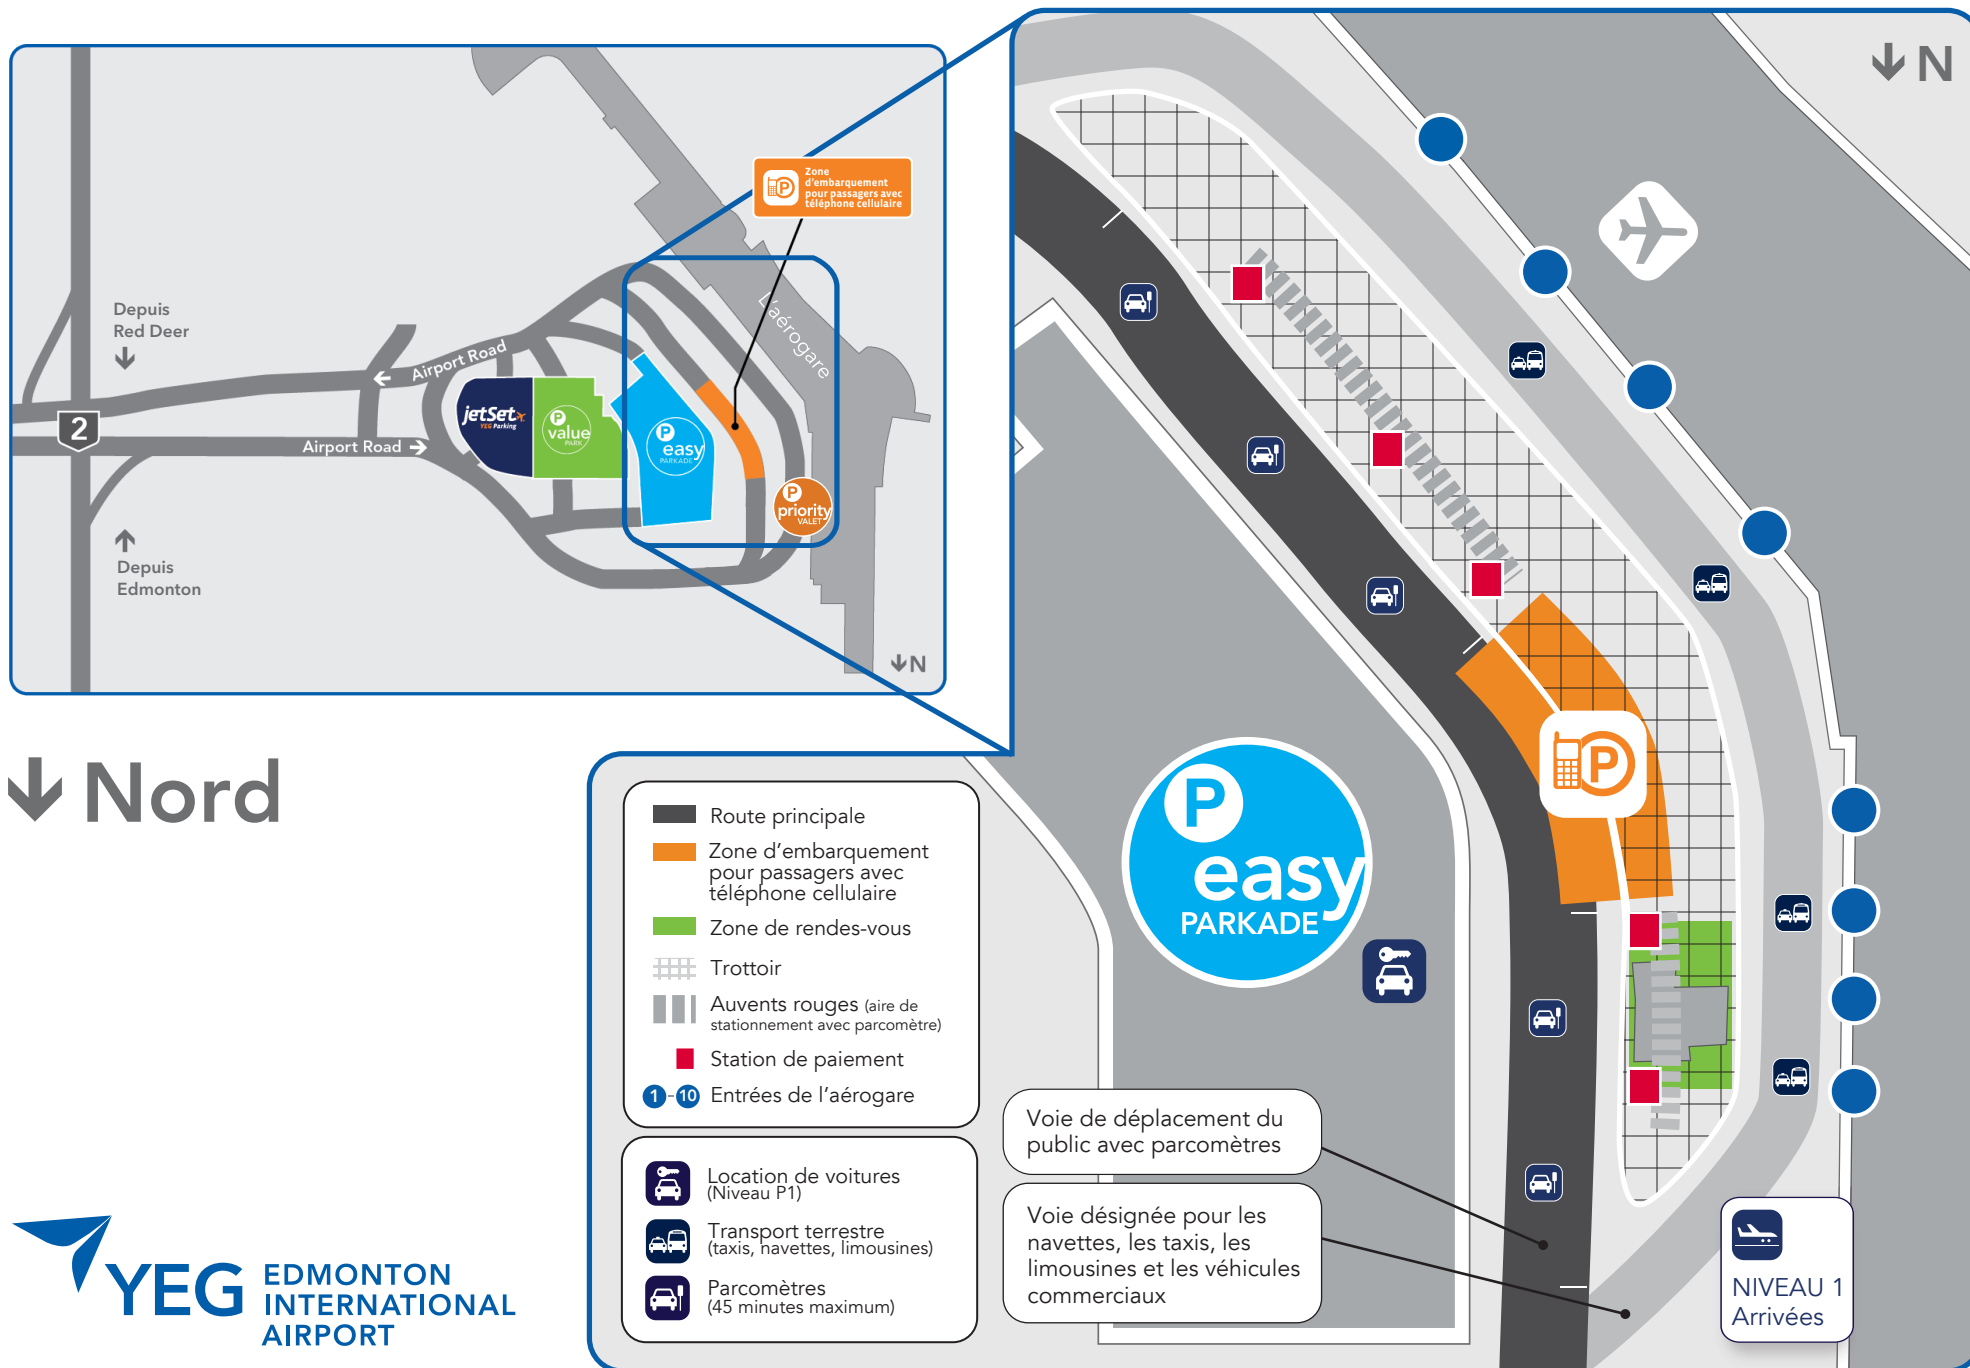 Zone
d'embarquement
pour passagers avec
téléphone cellulaire
L'aérogare
Depuis
Red Deer
Airport Road
2
Airport Road
jetSet
YEG Parking
P
value
PARK
P
easy
PARKADE
P
priority
VALET
Depuis
Edmonton
N
Nord
N
P
P
easy
PARKADE
Route principale
Zone d'embarquement
pour passagers avec
téléphone cellulaire
Zone de rendes-vous
Trottoir
Auvents rouges (aire de
stationnement avec parcomètre)
Station de paiement
1-10 Entrées de l'aérogare
Location de voitures
(Niveau P1)
Transport terrestre
(taxis, navettes, limousines)
Parcomètres
(45 minutes maximum)
Voie de déplacement du
public avec parcomètres
Voie désignée pour les
navettes, les taxis, les
limousines et les véhicules
commerciaux
NIVEAU 1
Arrivées
YEG EDMONTON
INTERNATIONAL
AIRPORT